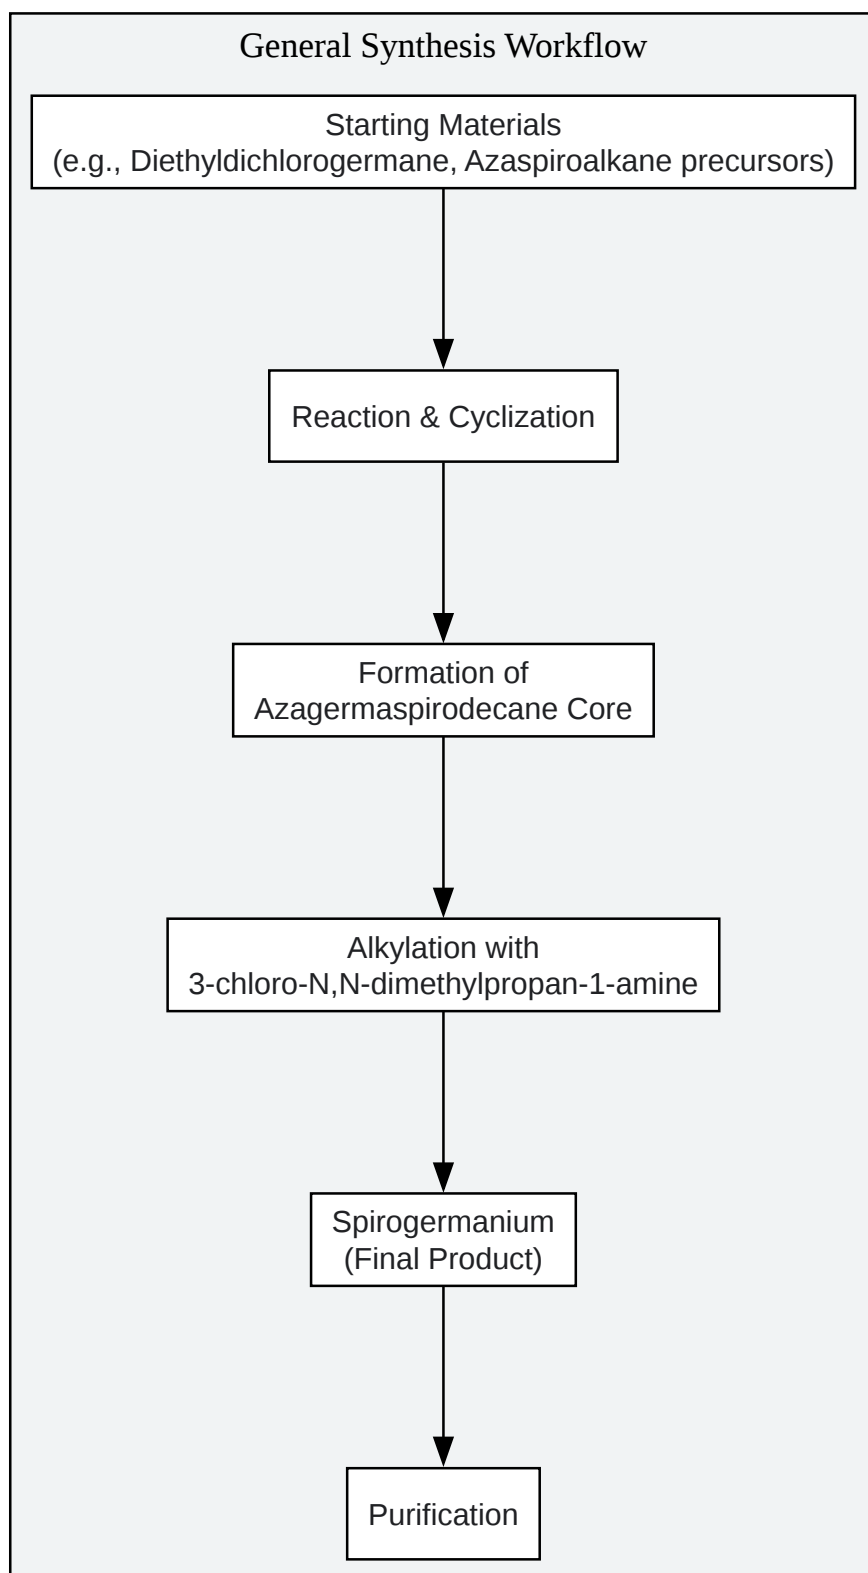 General Synthesis Workflow
Starting Materials
(e.g., Diethyldichlorogermane, Azaspiroalkane precursors)
Reaction & Cyclization
Formation of
Azagermaspirodecane Core
Alkylation with
3-chloro-N,N-dimethylpropan-1-amine
Spirogermanium
(Final Product)
Purification